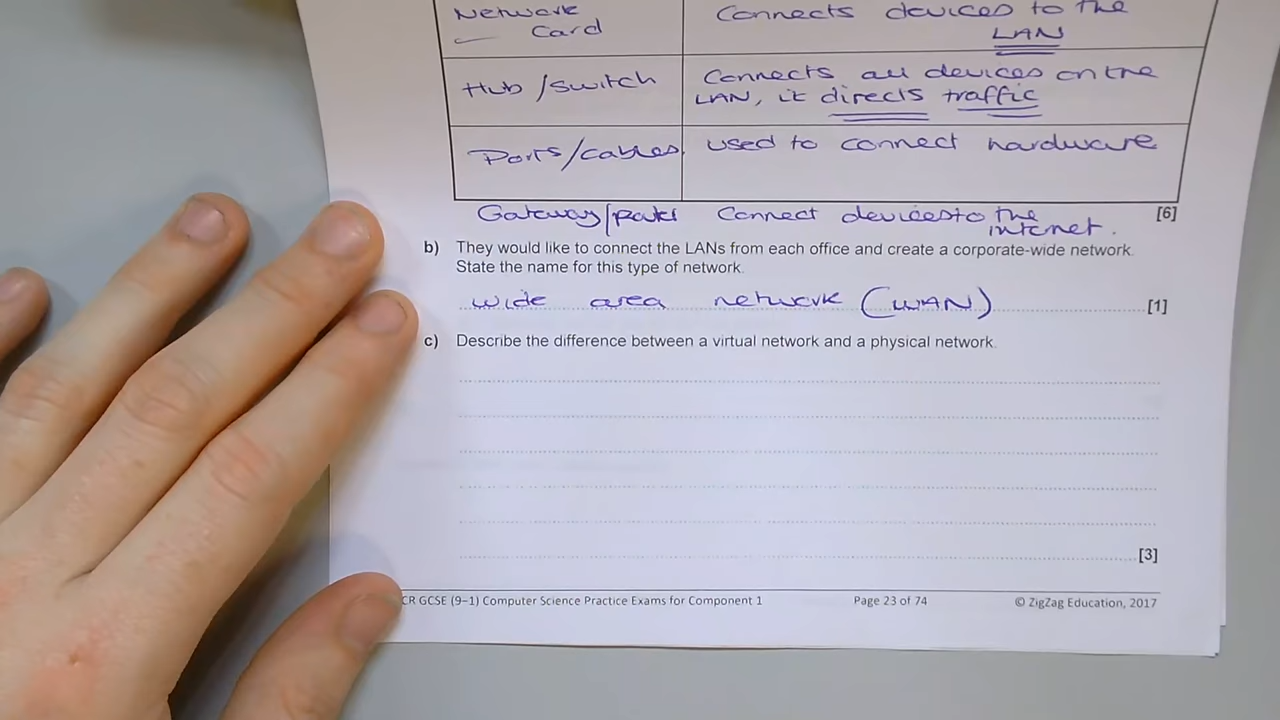 Network Connects devices to the
Card LAN
Hub/Switch Connects all devices on the
LAN, it directs traffic
Ports/cables used to connect hardware
Gateway/ Connect devices to the
internet. [6]
b) They would like to connect the LANs from each office and create a corporate-wide network.
State the name for this type of network.
wide area network (WAN) [1]
c) Describe the difference between a virtual network and a physical network.
[3]
CR GCSE (9–1) Computer Science Practice Exams for Component 1 Page 23 of 74 © ZigZag Education, 2017